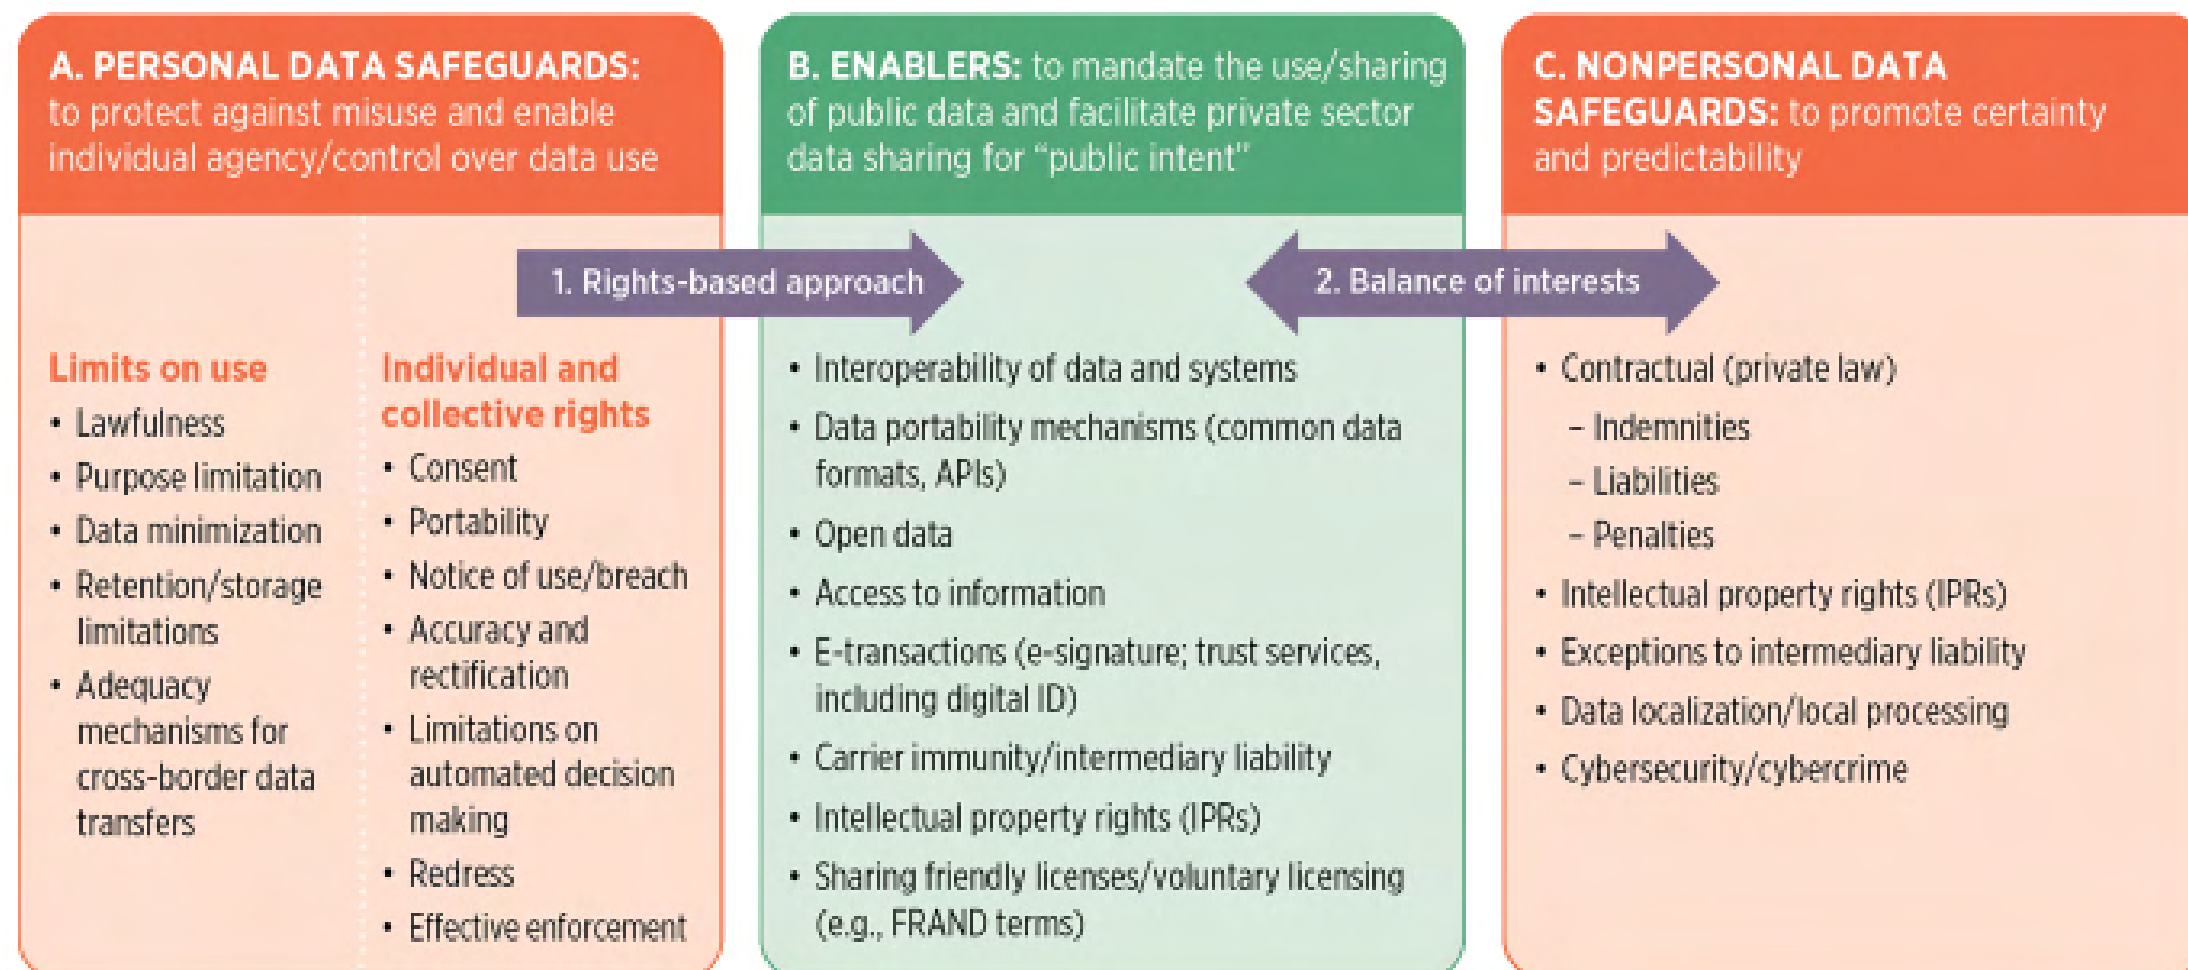 A. PERSONAL DATA SAFEGUARDS:
to protect against misuse and enable
individual agency/control over data use
1. Rights-based approach
Limits on use
• Lawfulness
• Purpose limitation
• Data minimization
• Retention/storage
limitations
• Adequacy
mechanisms for
cross-border data
transfers
Individual and
collective rights
• Consent
• Portability
• Notice of use/breach
• Accuracy and
rectification
• Limitations on
automated decision
making
• Redress
• Effective enforcement
B. ENABLERS: to mandate the use/sharing
of public data and facilitate private sector
data sharing for “public intent”
2. Balance of interests
• Interoperability of data and systems
• Data portability mechanisms (common data
formats, APIs)
• Open data
• Access to information
• E-transactions (e-signature; trust services,
including digital ID)
• Carrier immunity/intermediary liability
• Intellectual property rights (IPRs)
• Sharing friendly licenses/voluntary licensing
(e.g., FRAND terms)
C. NONPERSONAL DATA
SAFEGUARDS: to promote certainty
and predictability
• Contractual (private law)
– Indemnities
– Liabilities
– Penalties
• Intellectual property rights (IPRs)
• Exceptions to intermediary liability
• Data localization/local processing
• Cybersecurity/cybercrime